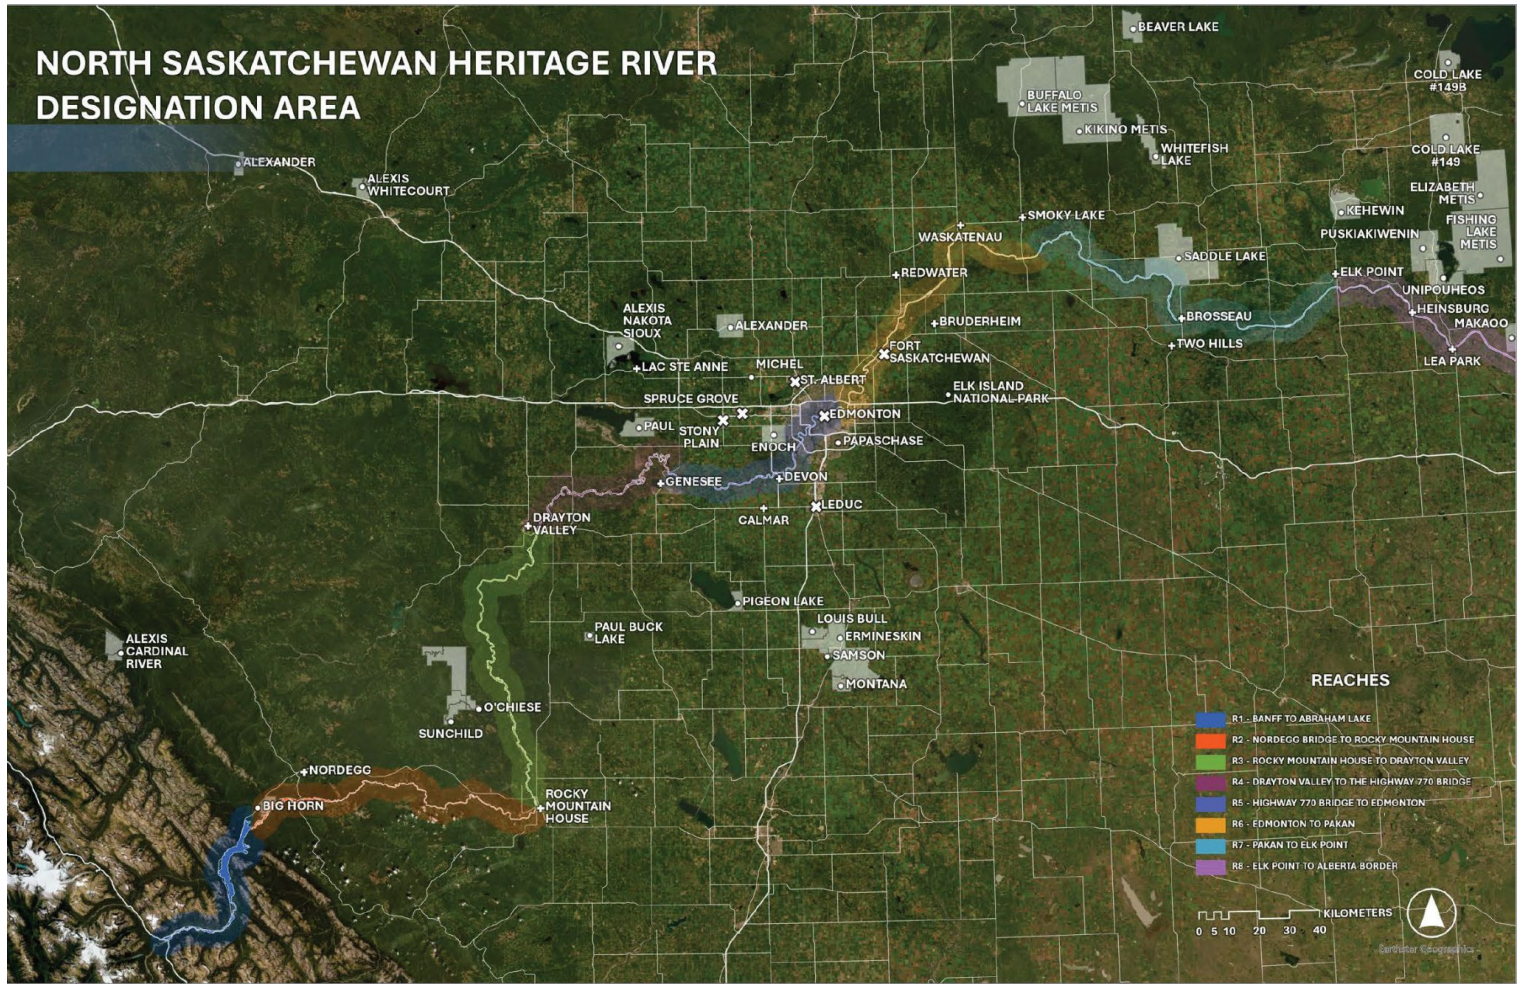 NORTH SASKATCHEWAN HERITAGE RIVER
DESIGNATION AREA
BEAVER LAKE
COLD LAKE
#149B
BUFFALO
LAKE METIS
KIKINO METIS
WHITEFISH
LAKE
COLD LAKE
#149
ALEXANDER
ALEXIS
WHITECOURT
ELIZABETH
METIS
KEHEWIN
FISHING
LAKE
METIS
PUSKIAKIWENIN
SMOKY LAKE
WASKATENAU
SADDLE LAKE
REDWATER
ELK POINT
UNIPOUHEOS
HEINSBURG
MAKAOO
LEA PARK
ALEXIS
NAKOTA
SIOUX
ALEXANDER
BRUDERHEIM
BROSSEAU
TWO HILLS
FORT
SASKATCHEWAN
LAC STE ANNE
MICHEL
ST. ALBERT
ELK ISLAND
NATIONAL PARK
SPRUCE GROVE
EDMONTON
PAUL
STONY
PLAIN
ENOCH
PAPASCHASE
GENESEE
DEVON
LEDUC
CALMAR
DRAYTON
VALLEY
PIGEON LAKE
LOUIS BULL
ERMINESKIN
SAMSON
MONTANA
PAUL BUCK
LAKE
ALEXIS
CARDINAL
RIVER
O'CHIESE
SUNCHILD
NORDEGG
BIG HORN
ROCKY
MOUNTAIN
HOUSE
REACHES
R1 - BANFF TO ABRAHAM LAKE
R2 - NORDEGG BRIDGE TO ROCKY MOUNTAIN HOUSE
R3 - ROCKY MOUNTAIN HOUSE TO DRAYTON VALLEY
R4 - DRAYTON VALLEY TO THE HIGHWAY 770 BRIDGE
R5 - HIGHWAY 770 BRIDGE TO EDMONTON
R6 - EDMONTON TO PAKAN
R7 - PAKAN TO ELK POINT
R8 - ELK POINT TO ALBERTA BORDER
KILOMETERS
0 5 10 20 30 40
Earthstar Geographics